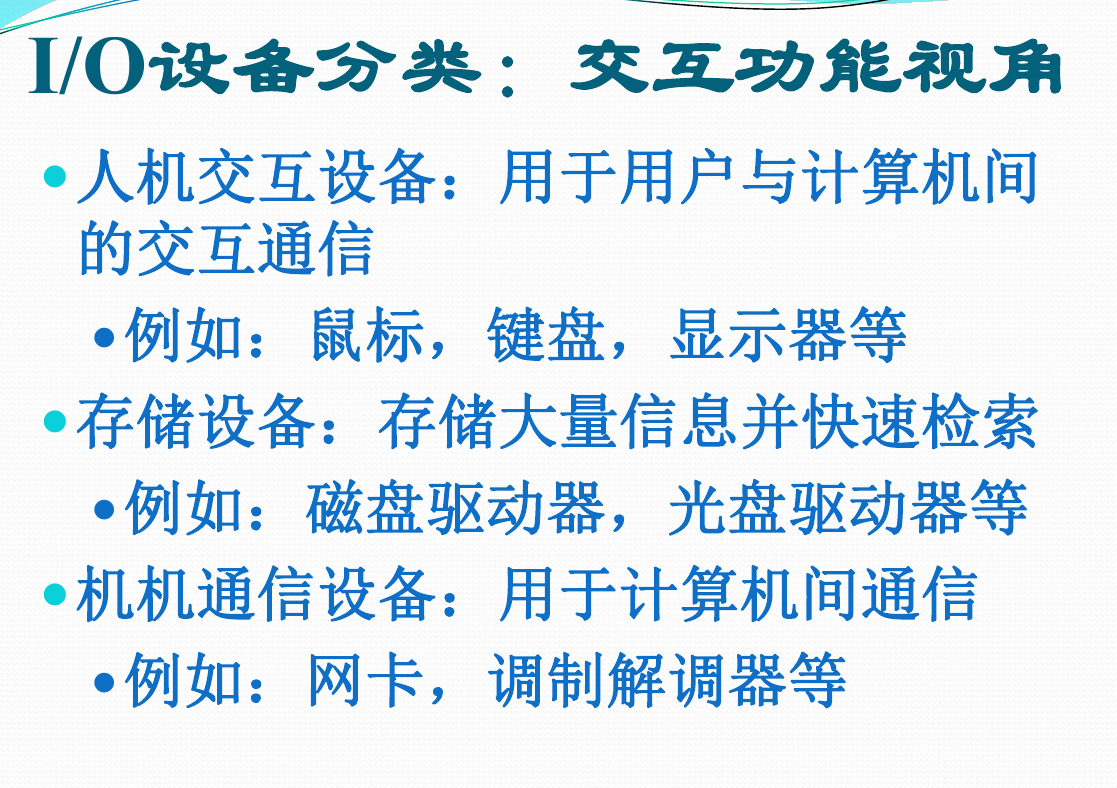 I/O设备分类：交互功能视角
人机交互设备：用于用户与计算机间
的交互通信
例如：鼠标，键盘，显示器等
存储设备：存储大量信息并快速检索
例如：磁盘驱动器，光盘驱动器等
机机通信设备：用于计算机间通信
例如：网卡，调制解调器等